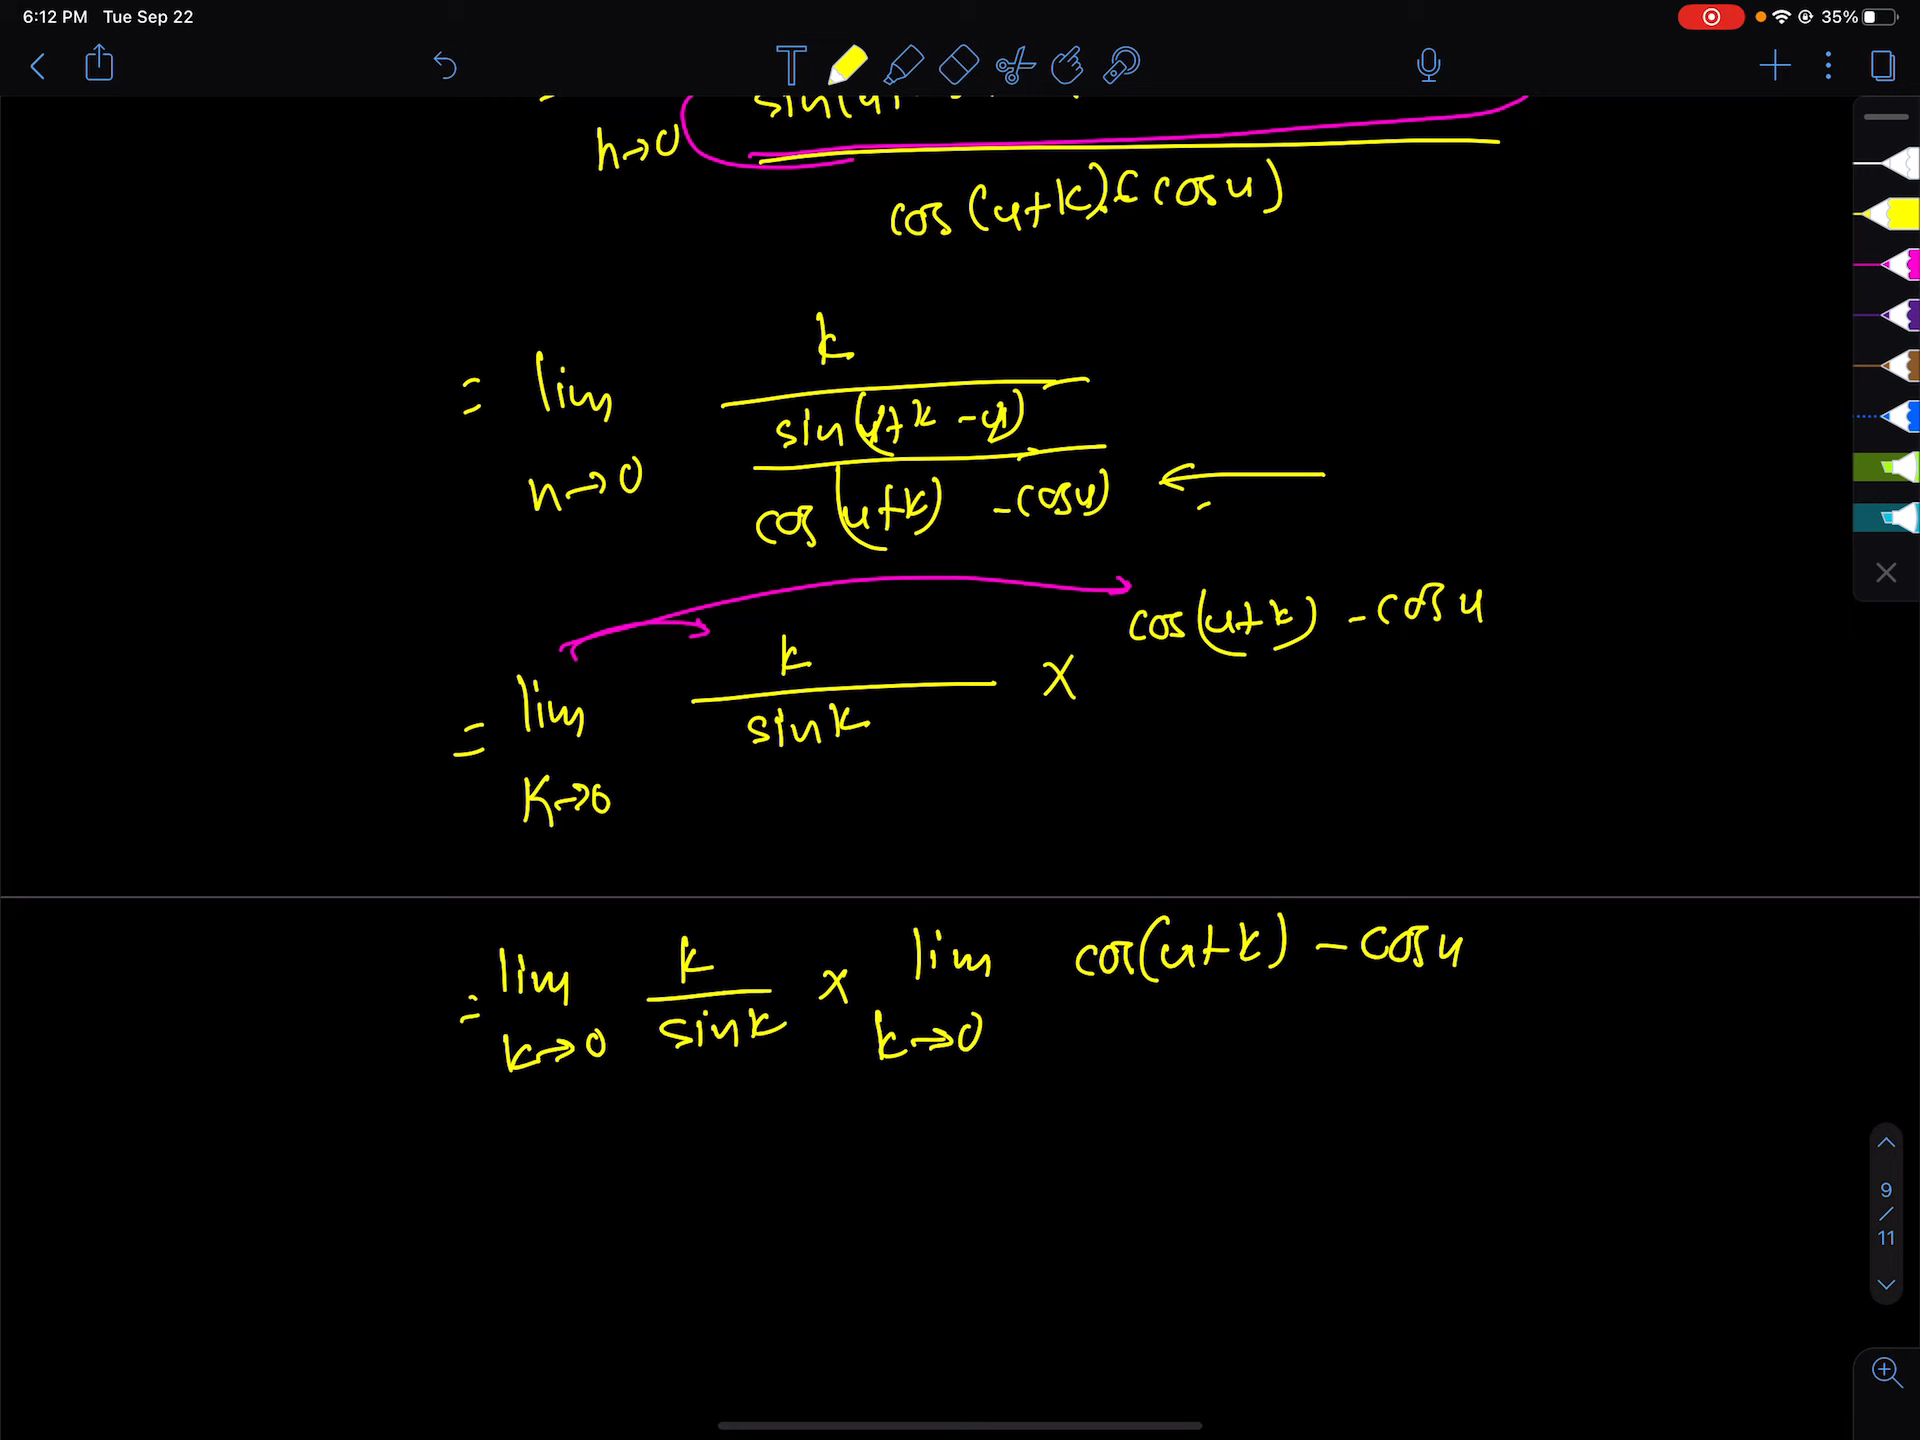 6:12 PM Tue Sep 22 35%
T
h→0
cos (u+k) cos u)
= lim k
sin(u+k -u)
h→0 cos (u+k) -cos u)
cos(u+k) -cos u
= lim k x
sin k
K→0
= lim k x lim cos(u+k) - cos u
k→0 sin k k→0
9
/
11